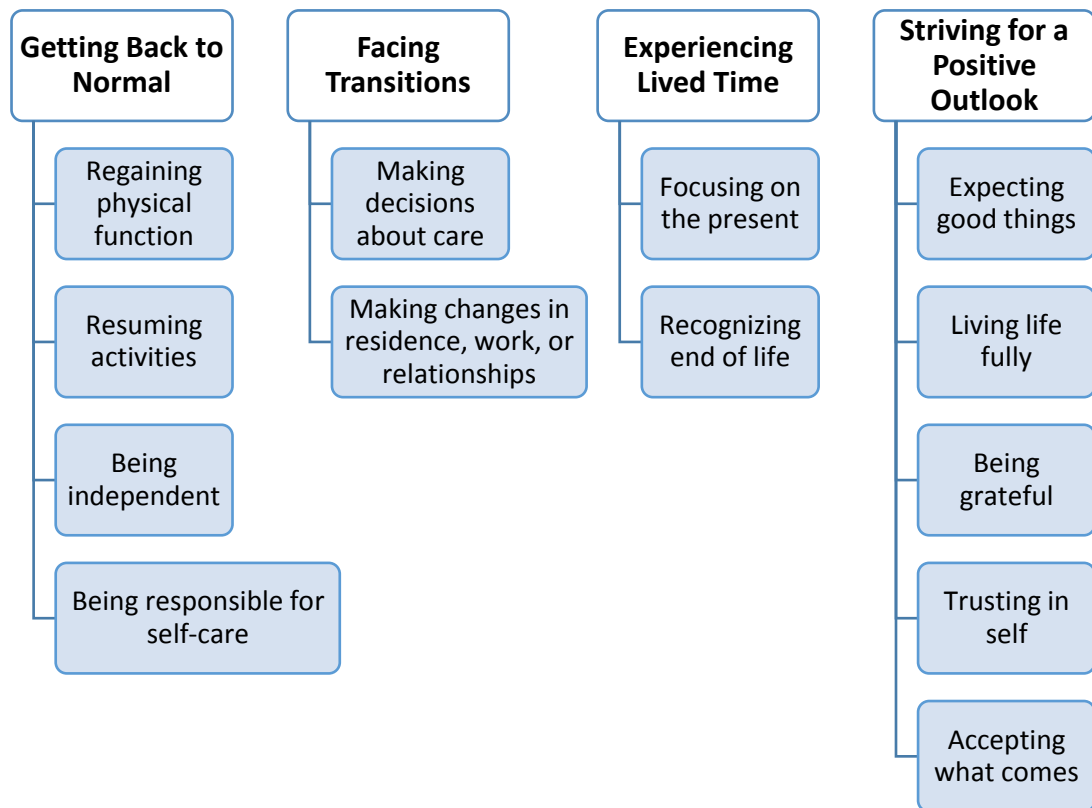 Getting Back to
Normal
Regaining
physical
function
Resuming
activities
Being
independent
Being responsible for
self-care
Facing
Transitions
Making
decisions
about care
Making changes in
residence, work, or
relationships
Experiencing
Lived Time
Focusing on
the present
Recognizing
end of life
Striving for a
Positive
Outlook
Expecting
good things
Living life
fully
Being
grateful
Trusting in
self
Accepting
what comes